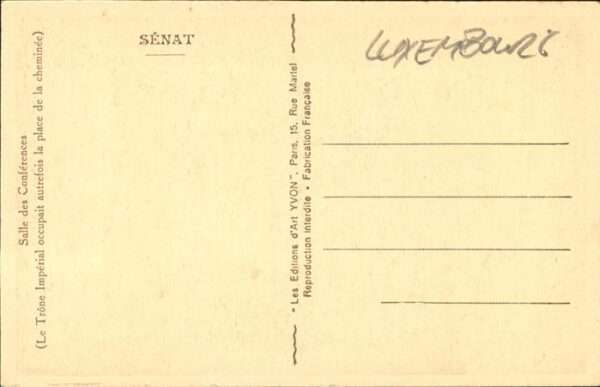 SÉNAT
LUXEMBOURG
Salle des Conférences
(Le Trône Impérial occupait autrefois la place de la cheminée)
"Les Editions d'Art YVON", Paris, 15, Rue Martel
Reproduction Interdite • Fabrication Française